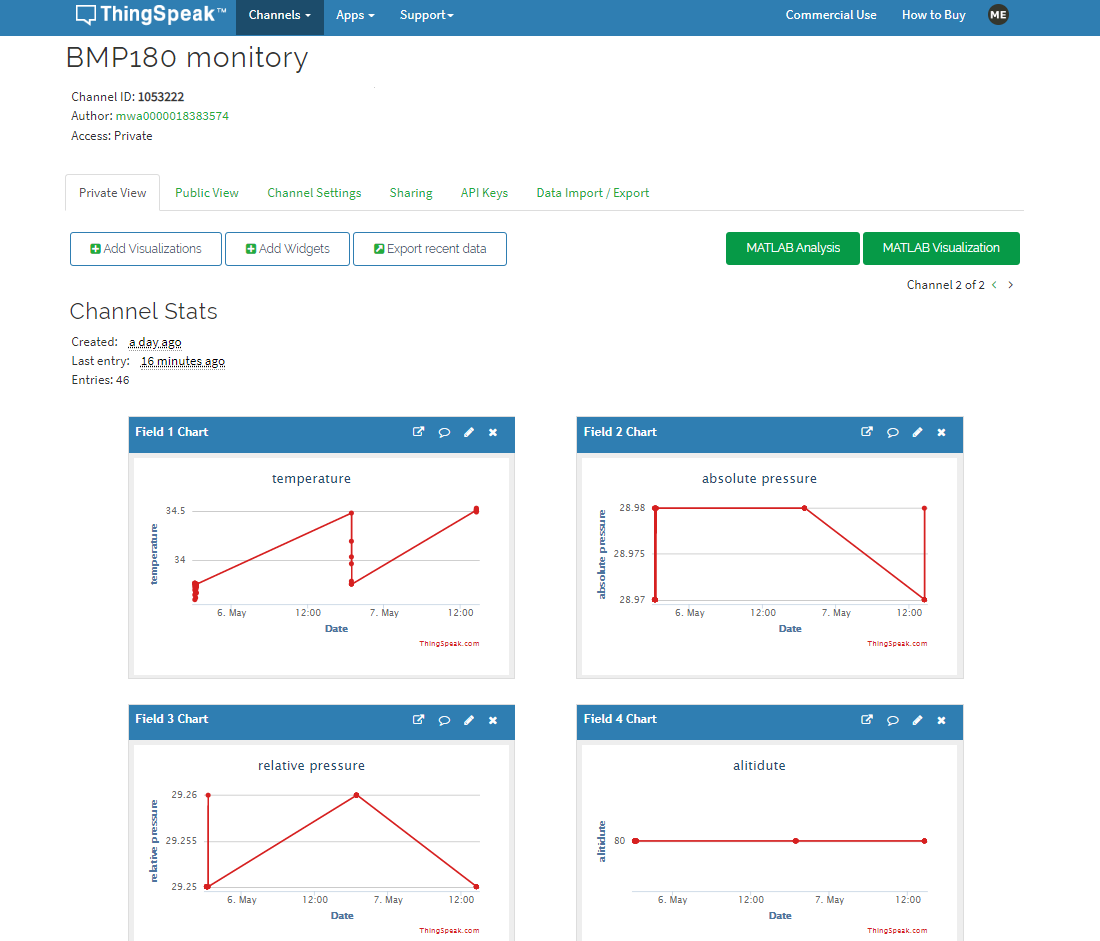 ThingSpeak™ Channels Apps Support Commercial Use How to Buy ME
BMP180 monitory
Channel ID: 1053222
Author: mwa0000018383574
Access: Private
Private View Public View Channel Settings Sharing API Keys Data Import / Export
Add Visualizations Add Widgets Export recent data MATLAB Analysis MATLAB Visualization
Channel 2 of 2 < >
Channel Stats
Created: a day ago
Last entry: 16 minutes ago
Entries: 46
Field 1 Chart
temperature
temperature
34.5
34
6. May 12:00 7. May 12:00
Date
ThingSpeak.com
Field 2 Chart
absolute pressure
absolute pressure
28.98
28.975
28.97
6. May 12:00 7. May 12:00
Date
ThingSpeak.com
Field 3 Chart
relative pressure
relative pressure
29.26
29.255
29.25
6. May 12:00 7. May 12:00
Date
ThingSpeak.com
Field 4 Chart
alitidute
alitidute
80
6. May 12:00 7. May 12:00
Date
ThingSpeak.com